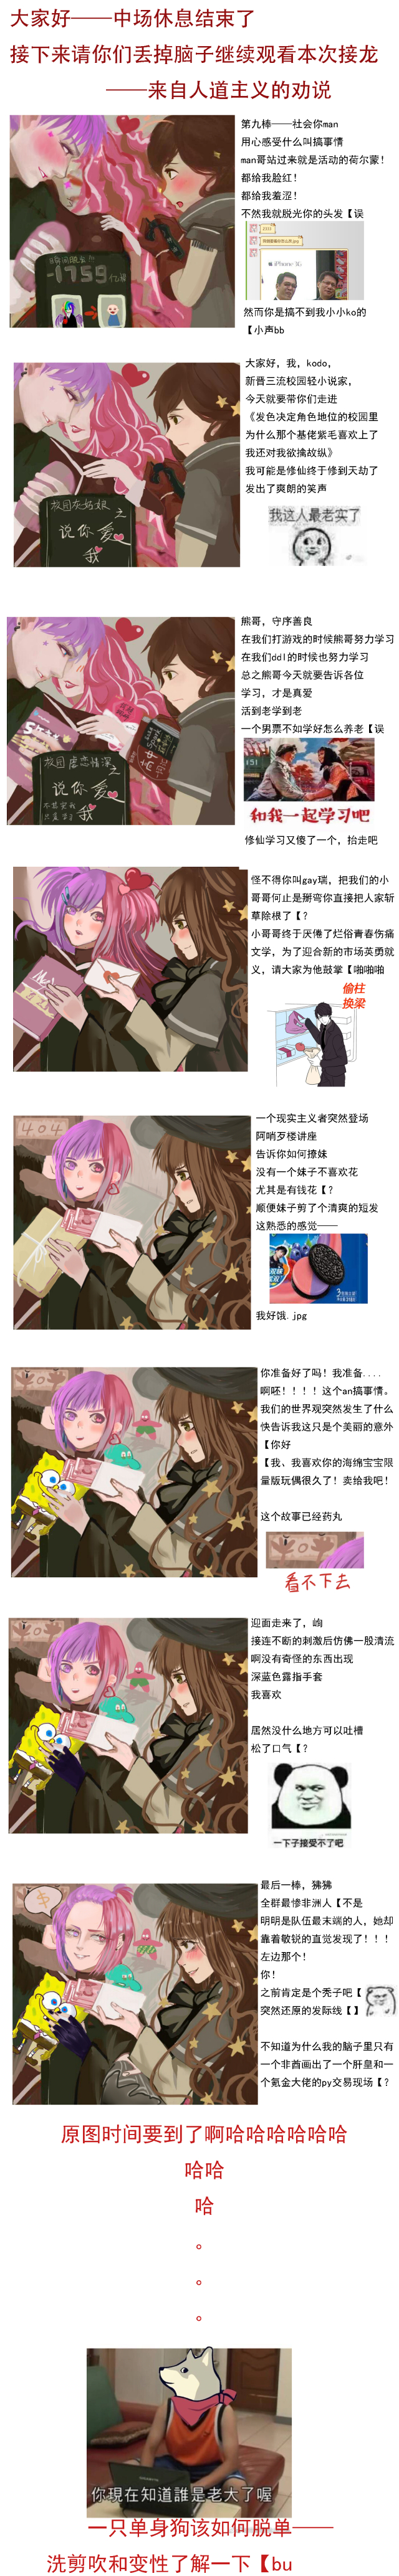 大家好——中场休息结束了
接下来请你们丢掉脑子继续观看本次接龙
——来自人道主义的劝说
第九棒——社会你man
用心感受什么叫搞事情
man哥站过来就是活动的荷尔蒙！
都给我脸红！
都给我羞涩！
不然我就脱光你的头发【误
-1759
然而你是搞不到我小小ko的
【小声bb
大家好，我，kodo，
新晋三流校园轻小说家，
今天就要带你们走进
《发色决定角色地位的校园里
为什么那个基佬紫毛喜欢上了
我还对我欲擒故纵》
我可能是修仙终于修到天劫了
发出了爽朗的笑声
校园灰姑娘之
说你爱我
我这人最老实了
熊哥，守序善良
在我们打游戏的时候熊哥努力学习
在我们ddl的时候也努力学习
总之熊哥今天就要告诉各位
学习，才是真爱
活到老学到老
一个男票不如学好怎么养老【误
校园虐恋情深之
说你爱我
和我一起学习吧
修仙学习又傻了一个，抬走吧
怪不得你叫gay瑞，把我们的小
哥哥何止是掰弯你直接把人家斩
草除根了【？
小哥哥终于厌倦了烂俗青春伤痛
文学，为了迎合新的市场英勇就
义，请大家为他鼓掌【啪啪啪
偷柱
换梁
一个现实主义者突然登场
阿哨歹楼讲座
告诉你如何撩妹
没有一个妹子不喜欢花
尤其是有钱花【？
顺便妹子剪了个清爽的短发
这熟悉的感觉——
404
我好饿.jpg
你准备好了吗！我准备....
啊呸！！！！这个an搞事情。
我们的世界观突然发生了什么
快告诉我这只是个美丽的意外
【你好
【我、我喜欢你的海绵宝宝限
量版玩偶很久了！卖给我吧！
这个故事已经药丸
看不下去
迎面走来了，峋
接连不断的刺激后仿佛一股清流
啊没有奇怪的东西出现
深蓝色露指手套
我喜欢
居然没什么地方可以吐槽
松了口气【？
一下子接受不了吧
最后一棒，狒狒
全群最惨非洲人【不是
明明是队伍最末端的人，她却
靠着敏锐的直觉发现了！！！
左边那个！
你！
之前肯定是个秃子吧【
突然还原的发际线【】
不知道为什么我的脑子里只有
一个非酋画出了一个肝皇和一
个氪金大佬的py交易现场【？
原图时间要到了啊哈哈哈哈哈哈
哈哈
哈
。
。
。
你現在知道誰是老大了喔
一只单身狗该如何脱单——
洗剪吹和变性了解一下【bu